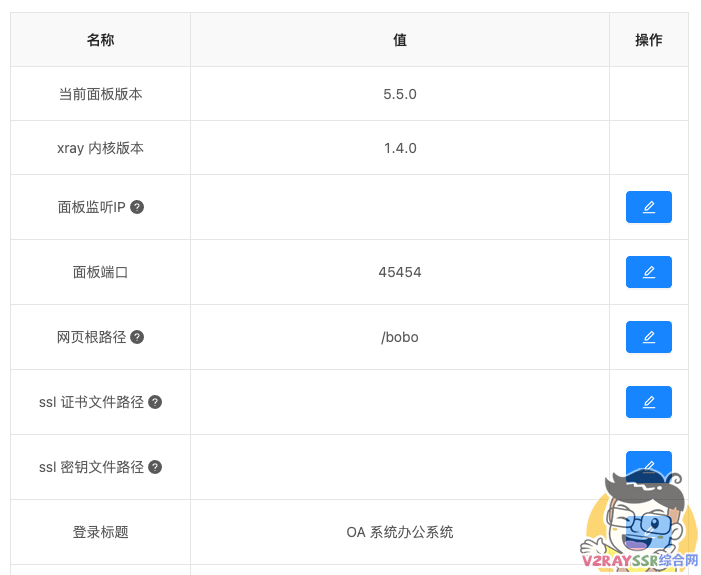 名称 值 操作
当前面板版本 5.5.0
xray 内核版本 1.4.0
面板监听IP ?
面板端口 45454
网页根路径 ? /bobo
ssl 证书文件路径 ?
ssl 密钥文件路径 ?
登录标题 OA 系统办公系统
V2RAYSSR综合网